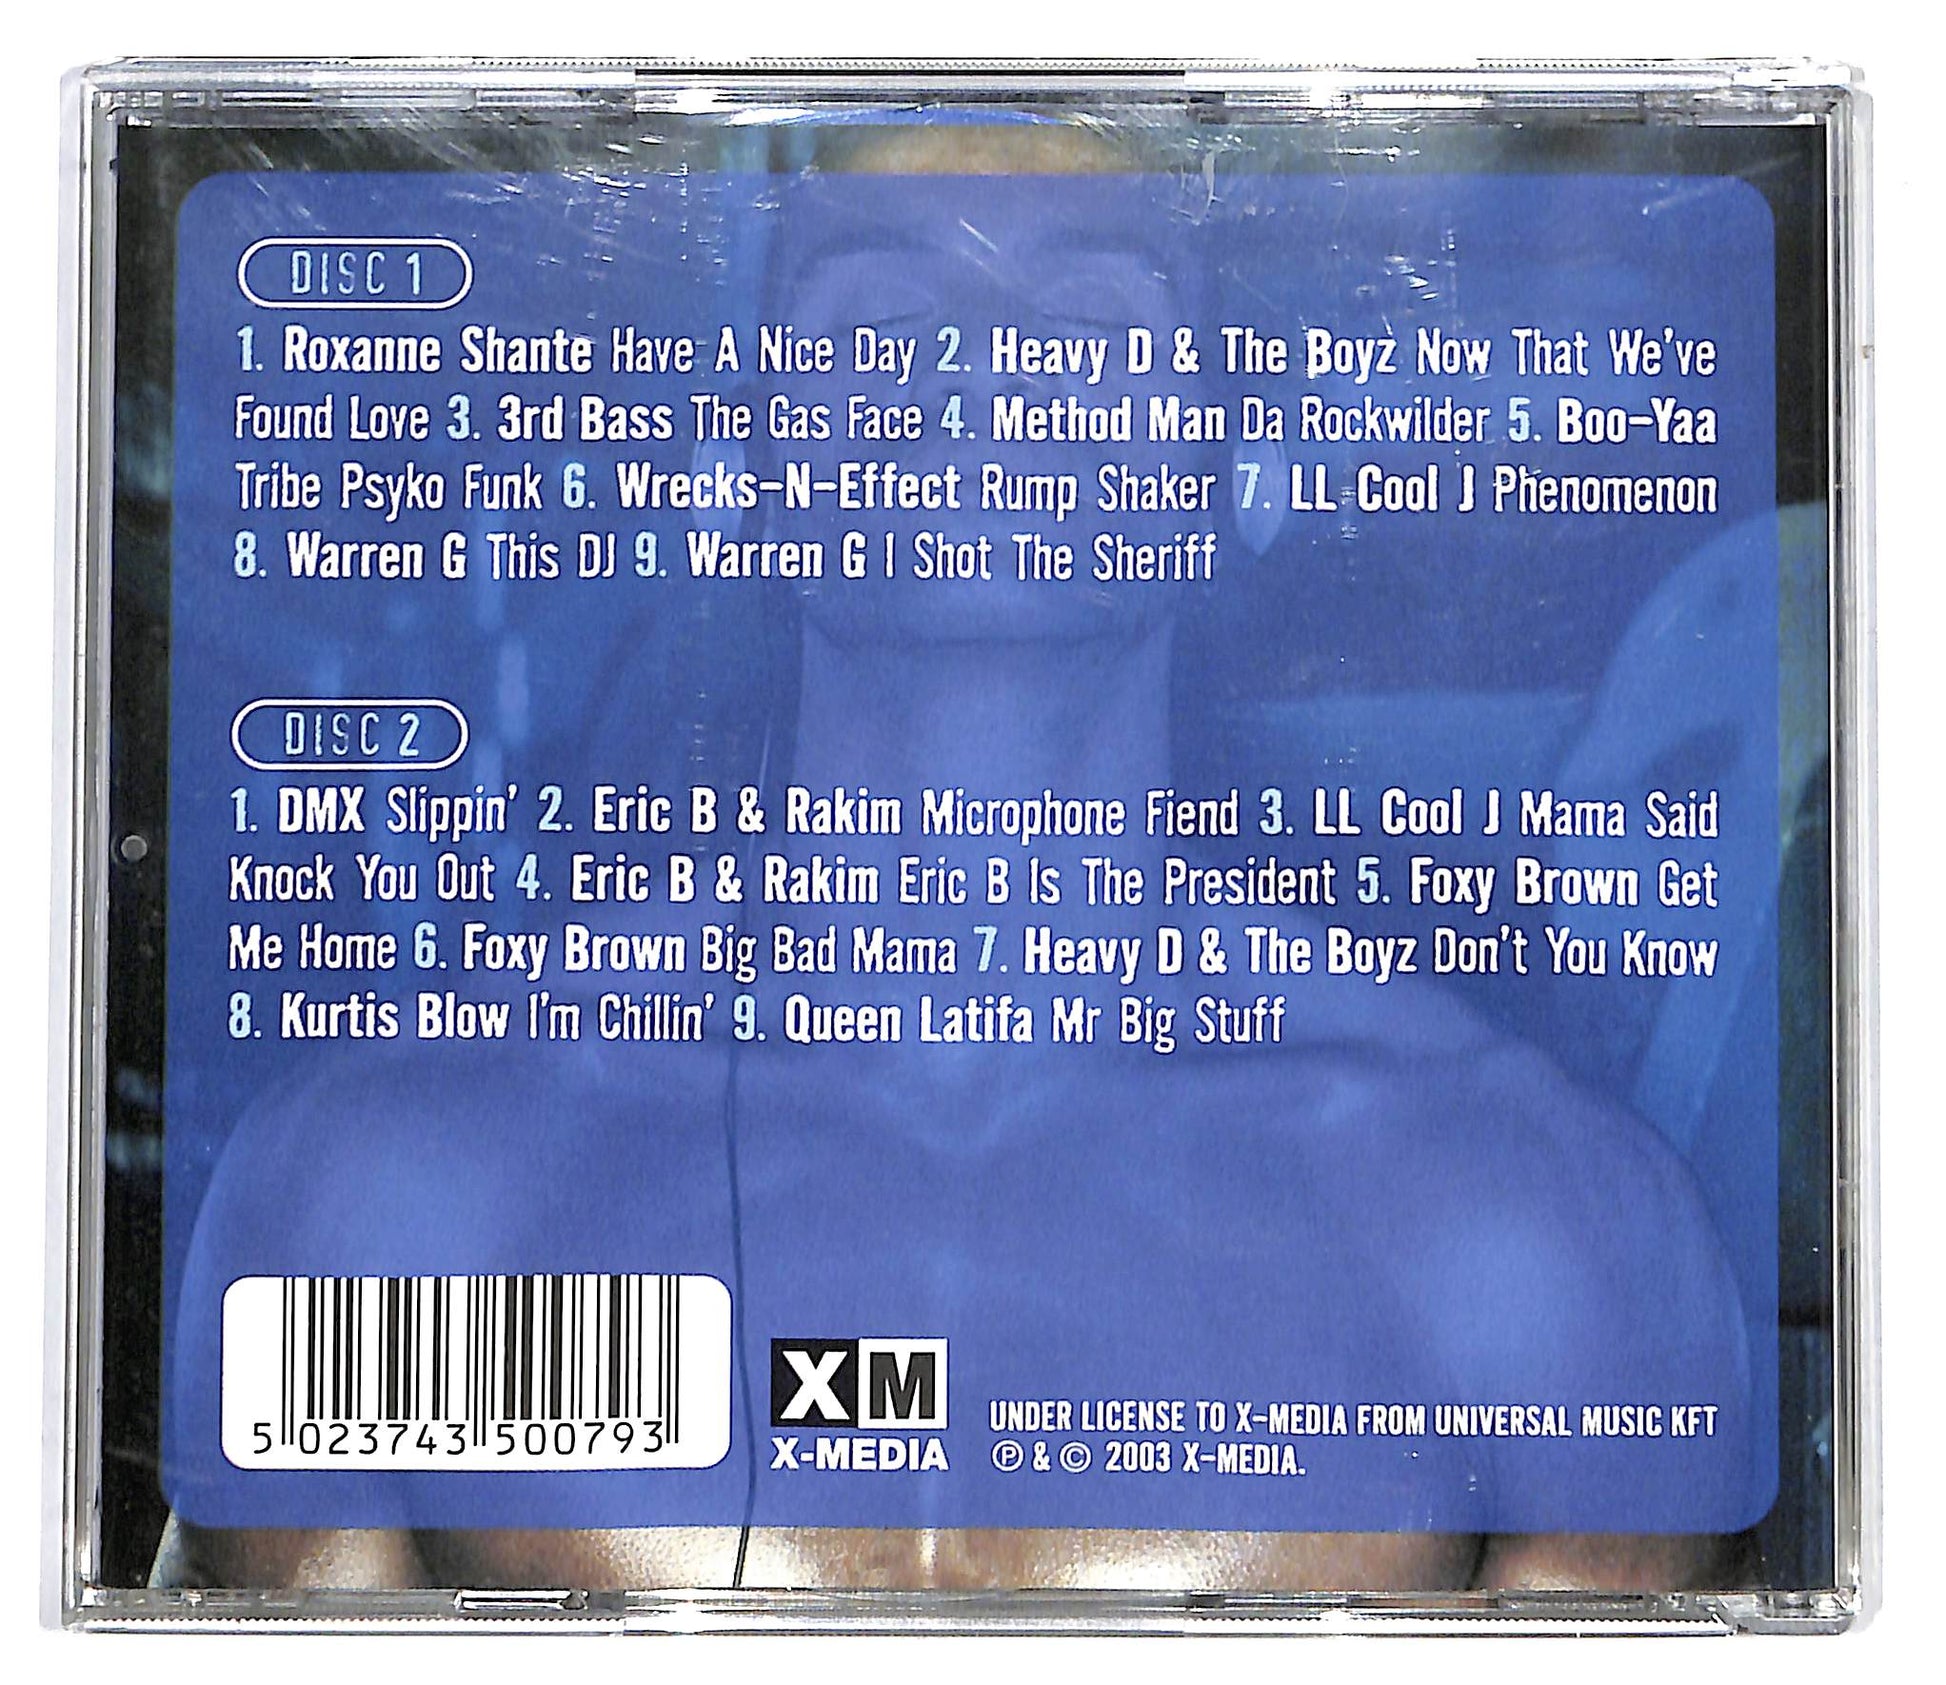 DISC 1
1. Roxanne Shante Have A Nice Day 2. Heavy D & The Boyz Now That We've
Found Love 3. 3rd Bass The Gas Face 4. Method Man Da Rockwilder 5. Boo-Yaa
Tribe Psyko Funk 6. Wrecks-N-Effect Rump Shaker 7. LL Cool J Phenomenon
8. Warren G This DJ 9. Warren G I Shot The Sheriff
DISC 2
1. DMX Slippin' 2. Eric B & Rakim Microphone Fiend 3. LL Cool J Mama Said
Knock You Out 4. Eric B & Rakim Eric B Is The President 5. Foxy Brown Get
Me Home 6. Foxy Brown Big Bad Mama 7. Heavy D & The Boyz Don't You Know
8. Kurtis Blow I'm Chillin' 9. Queen Latifa Mr Big Stuff
5 023743 500793
XM
X-MEDIA
UNDER LICENSE TO X-MEDIA FROM UNIVERSAL MUSIC KFT
℗ & © 2003 X-MEDIA.